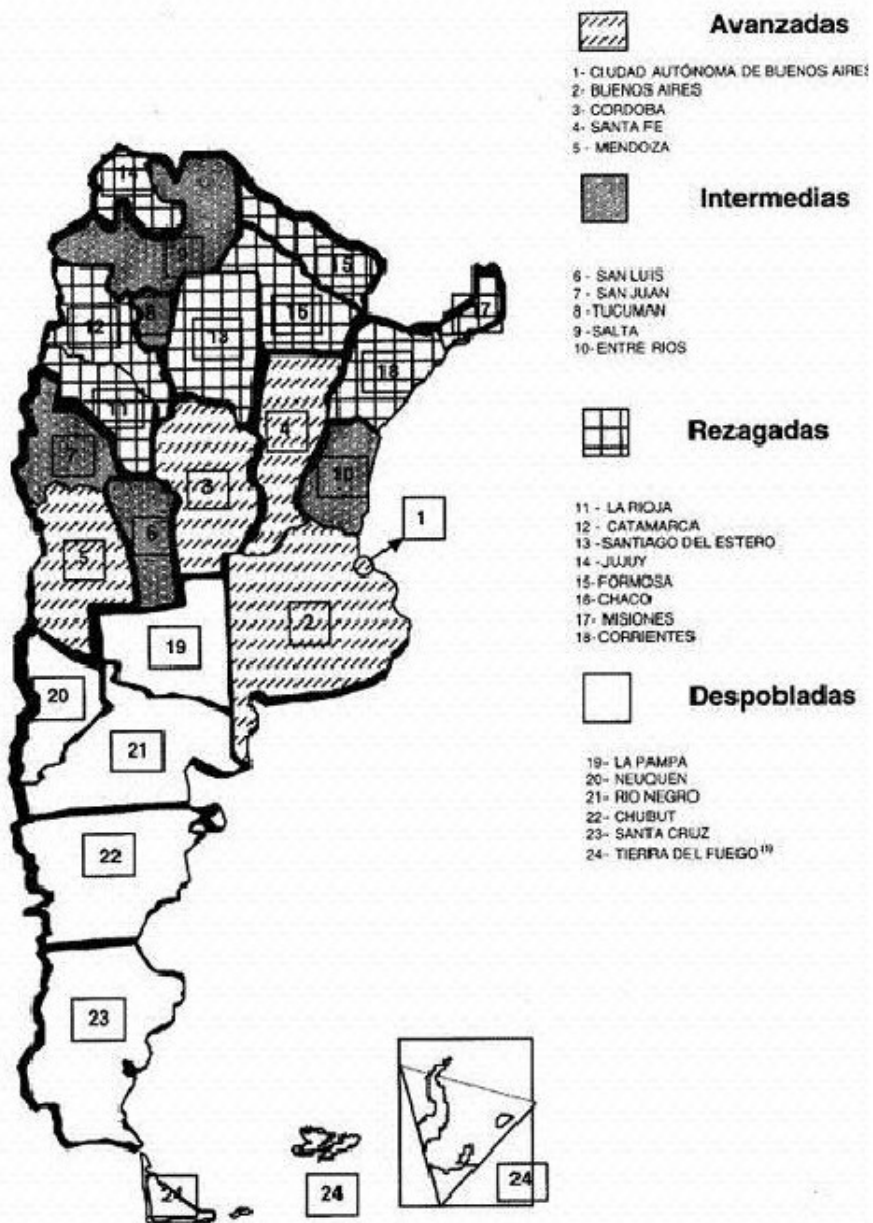 Avanzadas
1- CIUDAD AUTÓNOMA DE BUENOS AIRES
2- BUENOS AIRES
3- CORDOBA
4- SANTA FE
5- MENDOZA
Intermedias
6- SAN LUIS
7- SAN JUAN
8-TUCUMAN
9- SALTA
10- ENTRE RIOS
Rezagadas
11 - LA RIOJA
12 - CATAMARCA
13 -SANTIAGO DEL ESTERO
14 -JUJUY
15-FORMOSA
16-CHACO
17- MISIONES
18-CORRIENTES
Despobladas
19- LA PAMPA
20- NEUQUEN
21- RIO NEGRO
22- CHUBUT
23- SANTA CRUZ
24- TIERRA DEL FUEGO (1)
14
9
15
17
12
8
13
15
18
11
4
7
3
10
6
1
5
2
19
20
21
22
23
24
24
24